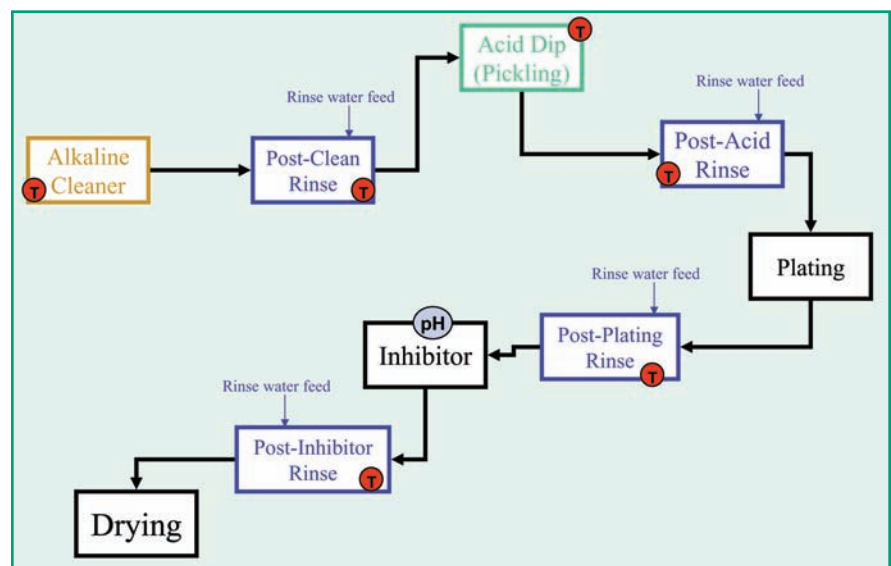 Alkaline
Cleaner
T
Rinse water feed
Post-Clean
Rinse
T
Acid Dip
(Pickling)
T
Rinse water feed
Post-Acid
Rinse
T
Plating
Rinse water feed
Post-Plating
Rinse
T
pH
Inhibitor
Rinse water feed
Post-Inhibitor
Rinse
T
Drying